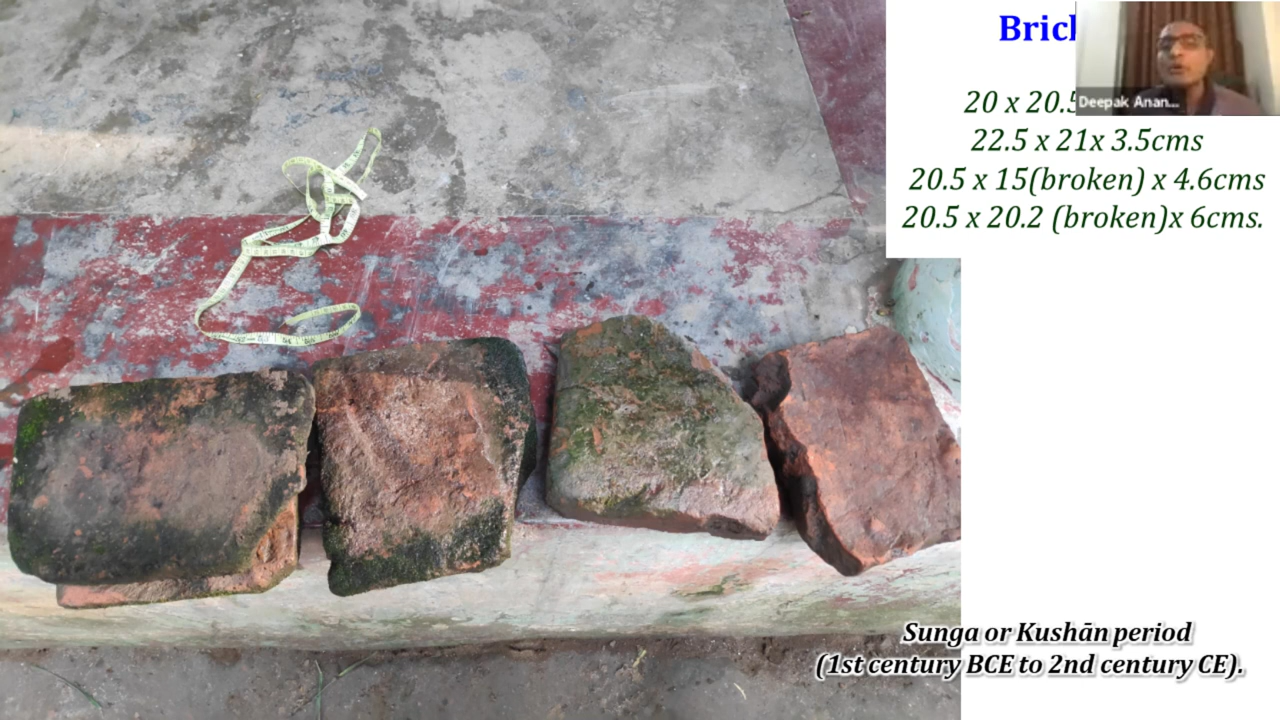 Brick
20 x 20.5
Deepak Anan...
22.5 x 21x 3.5cms
20.5 x 15(broken) x 4.6cms
20.5 x 20.2 (broken)x 6cms.
Sunga or Kushān period
(1st century BCE to 2nd century CE).